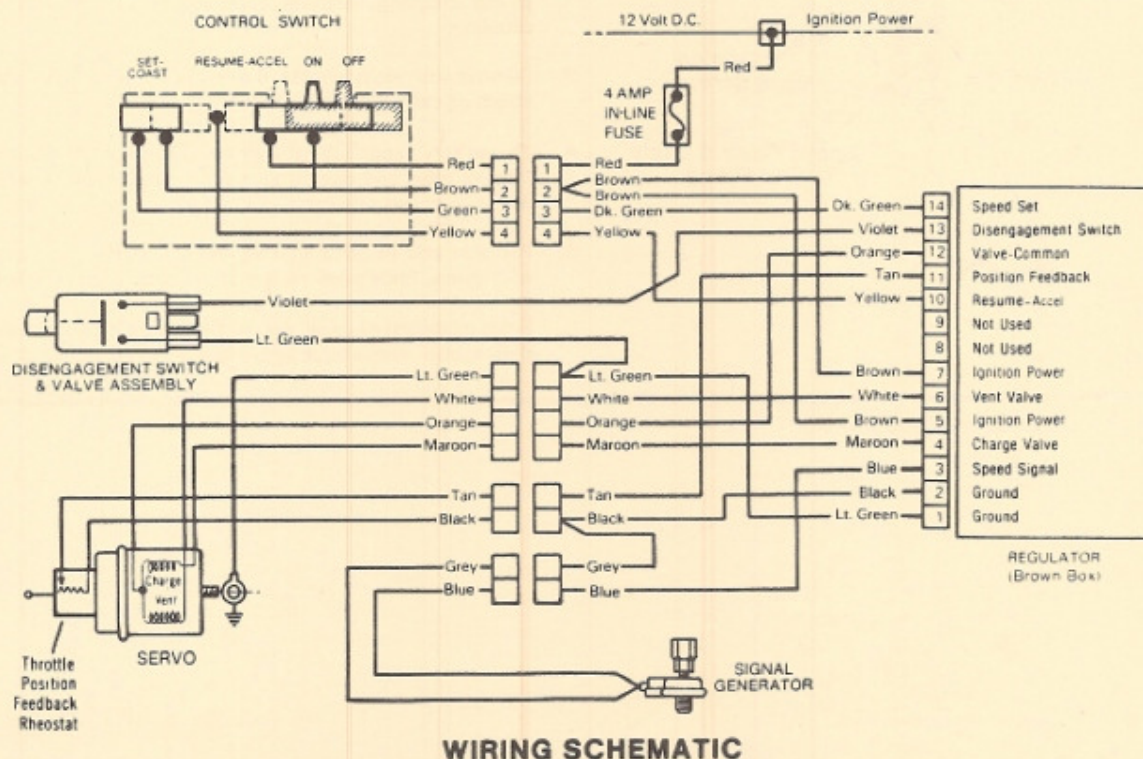 CONTROL SWITCH
12 Volt D.C. Ignition Power
SET-
COAST
RESUME-ACCEL ON OFF
Red
4 AMP
IN-LINE
FUSE
Red 1 1 Red
Brown 2 2 Brown
Brown
Green 3 3 Dk. Green
Yellow 4 4 Yellow
Dk. Green 14 Speed Set
Violet 13 Disengagement Switch
Orange 12 Valve-Common
Tan 11 Position Feedback
Yellow 10 Resume-Accel
9 Not Used
8 Not Used
Brown 7 Ignition Power
White 6 Vent Valve
Brown 5 Ignition Power
Maroon 4 Charge Valve
Blue 3 Speed Signal
Black 2 Ground
Lt. Green 1 Ground
REGULATOR
(Brown Box)
Violet
Lt. Green
DISENGAGEMENT SWITCH
& VALVE ASSEMBLY
Lt. Green Lt. Green
White White
Orange Orange
Maroon Maroon
Tan Tan
Black Black
Grey Grey
Blue Blue
Charge
Vent
SERVO
Throttle
Position
Feedback
Rheostat
SIGNAL
GENERATOR
WIRING SCHEMATIC